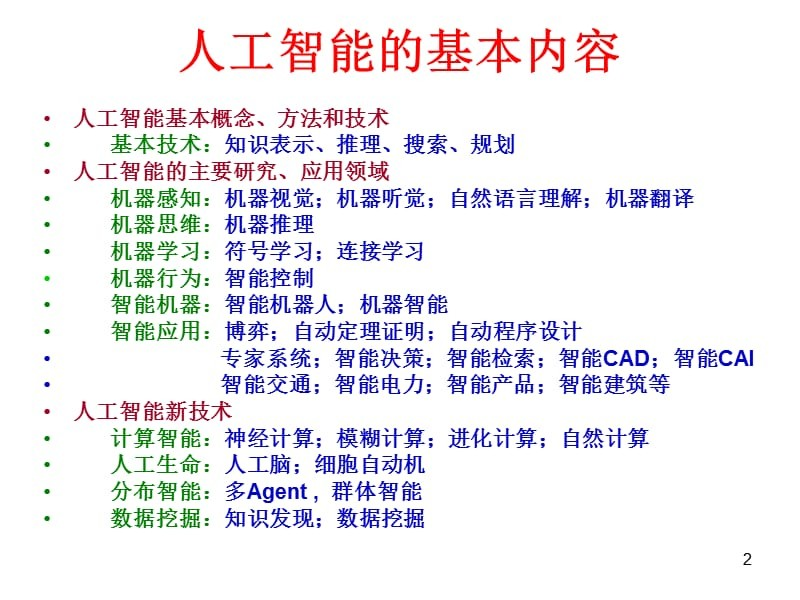 人工智能的基本内容
• 人工智能基本概念、方法和技术
• 基本技术：知识表示、推理、搜索、规划
• 人工智能的主要研究、应用领域
• 机器感知：机器视觉；机器听觉；自然语言理解；机器翻译
• 机器思维：机器推理
• 机器学习：符号学习；连接学习
• 机器行为：智能控制
• 智能机器：智能机器人；机器智能
• 智能应用：博弈；自动定理证明；自动程序设计
• 专家系统；智能决策；智能检索；智能CAD；智能CAI
• 智能交通；智能电力；智能产品；智能建筑等
• 人工智能新技术
• 计算智能：神经计算；模糊计算；进化计算；自然计算
• 人工生命：人工脑；细胞自动机
• 分布智能：多Agent , 群体智能
• 数据挖掘：知识发现；数据挖掘
2